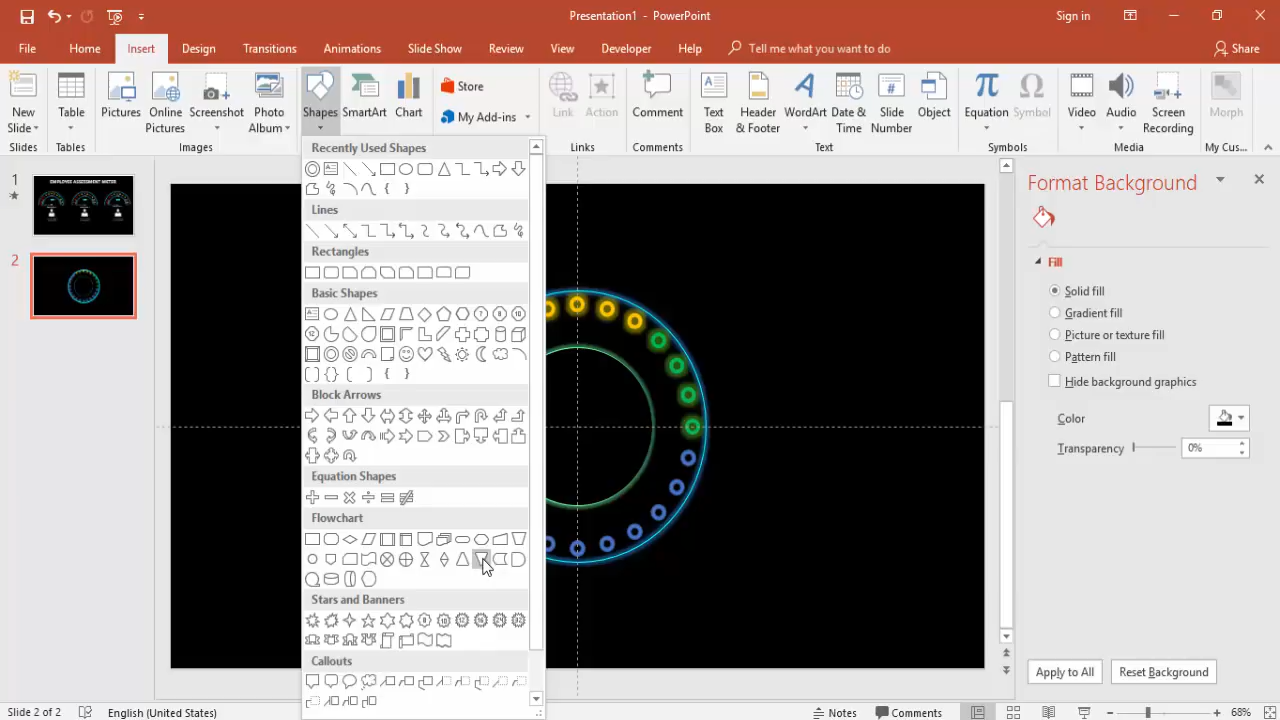 Presentation1 - PowerPoint
Sign in
File Home Insert Design Transitions Animations Slide Show Review View Developer Help Tell me what you want to do Share
New Slide
Table
Pictures
Online Pictures
Screenshot
Photo Album
Shapes
SmartArt
Chart
Store
My Add-ins
Link
Action
Comment
Text Box
Header & Footer
WordArt
Date & Time
Slide Number
Object
Equation
Symbol
Video
Audio
Screen Recording
Morph
Slides
Tables
Images
Links
Comments
Text
Symbols
Media
My Cus...
Recently Used Shapes
Lines
Rectangles
Basic Shapes
Block Arrows
Equation Shapes
Flowchart
Stars and Banners
Callouts
1
EMPLOYEE ASSESSMENT METER
2
Format Background
Fill
Solid fill
Gradient fill
Picture or texture fill
Pattern fill
Hide background graphics
Color
Transparency 0%
Apply to All
Reset Background
Slide 2 of 2
English (United States)
Notes
Comments
68%